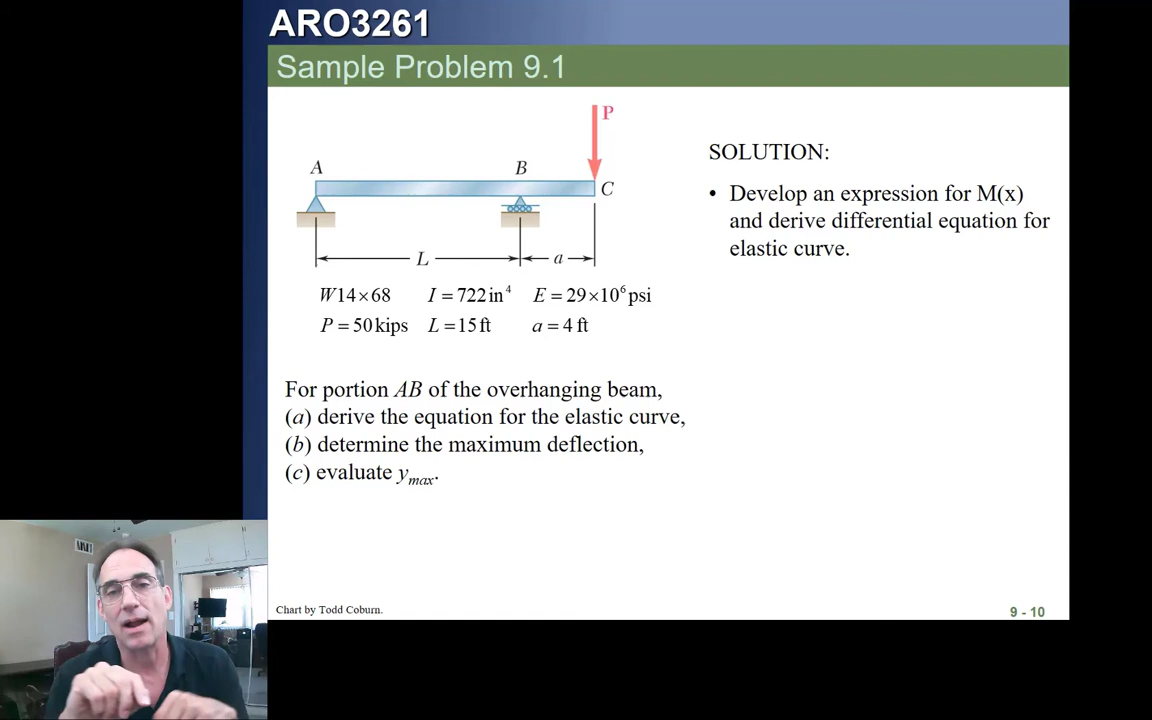 ARO3261
Sample Problem 9.1
P
A
B
C
L
a
W14×68 I = 722 in⁴ E = 29×10⁶ psi
P = 50 kips L = 15 ft a = 4 ft
For portion AB of the overhanging beam,
(a) derive the equation for the elastic curve,
(b) determine the maximum deflection,
(c) evaluate yₘₐₓ.
SOLUTION:
• Develop an expression for M(x)
and derive differential equation for
elastic curve.
Chart by Todd Coburn.
9 - 10